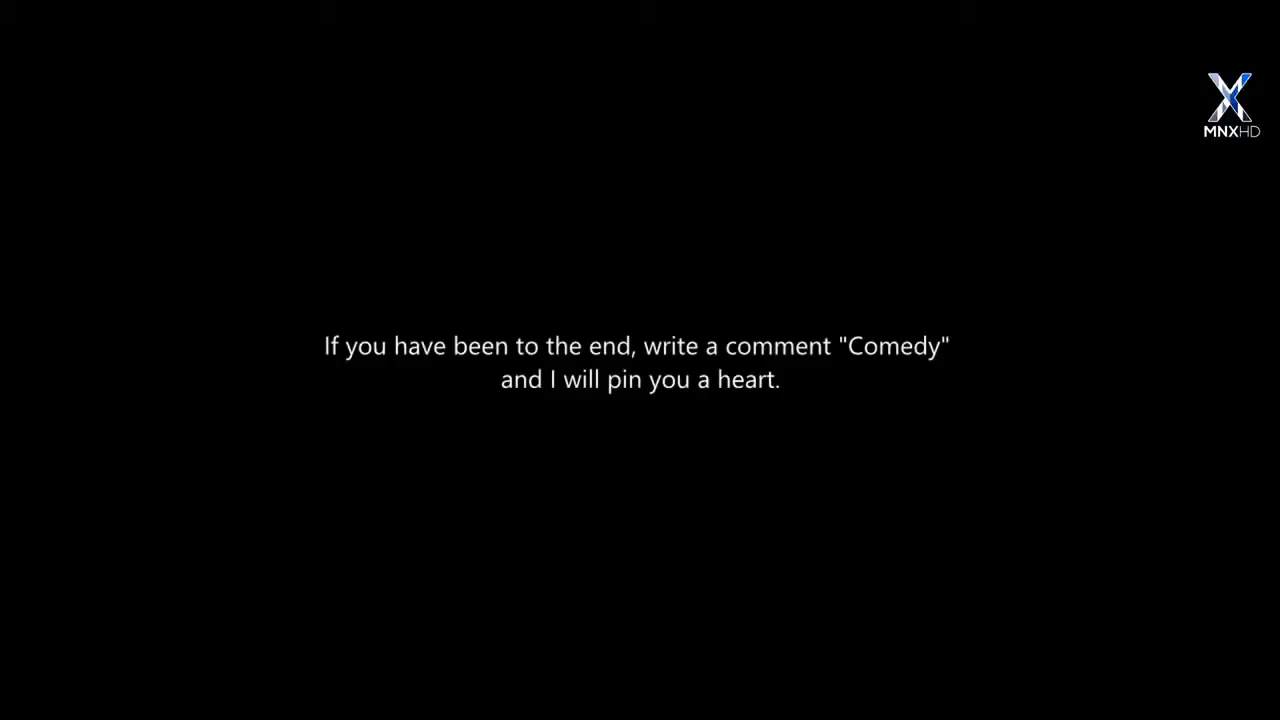 MNXHD
If you have been to the end, write a comment "Comedy"
and I will pin you a heart.